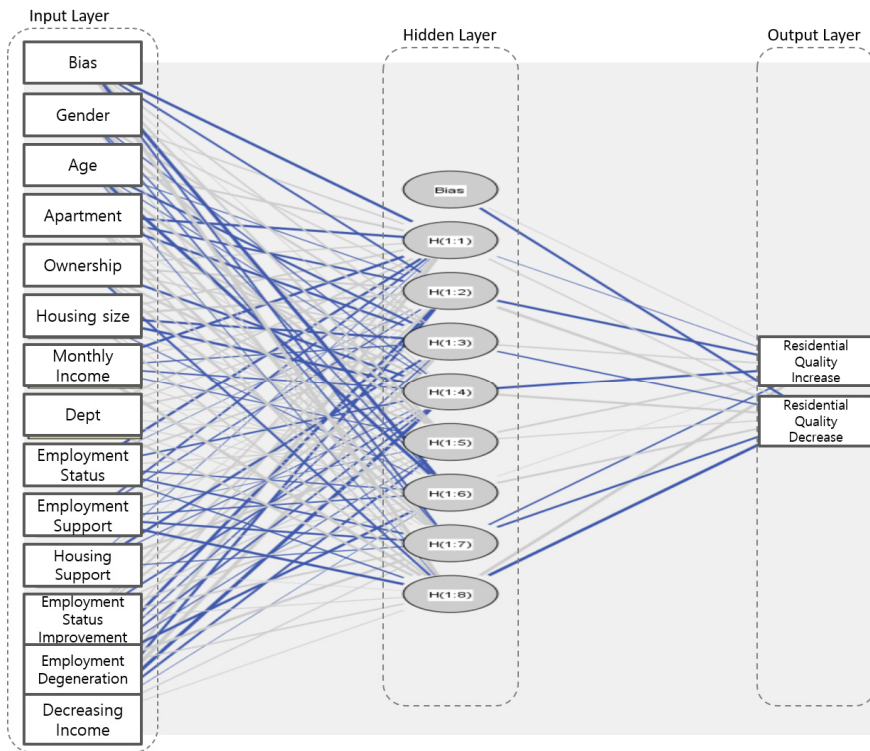 Input Layer
Hidden Layer
Output Layer
Bias
Gender
Age
Apartment
Ownership
Housing size
Monthly
Income
Dept
Employment
Status
Employment
Support
Housing
Support
Employment
Status
Improvement
Employment
Degeneration
Decreasing
Income
Bias
H(1:1)
H(1:2)
H(1:3)
H(1:4)
H(1:5)
H(1:6)
H(1:7)
H(1:8)
Residential
Quality
Increase
Residential
Quality
Decrease